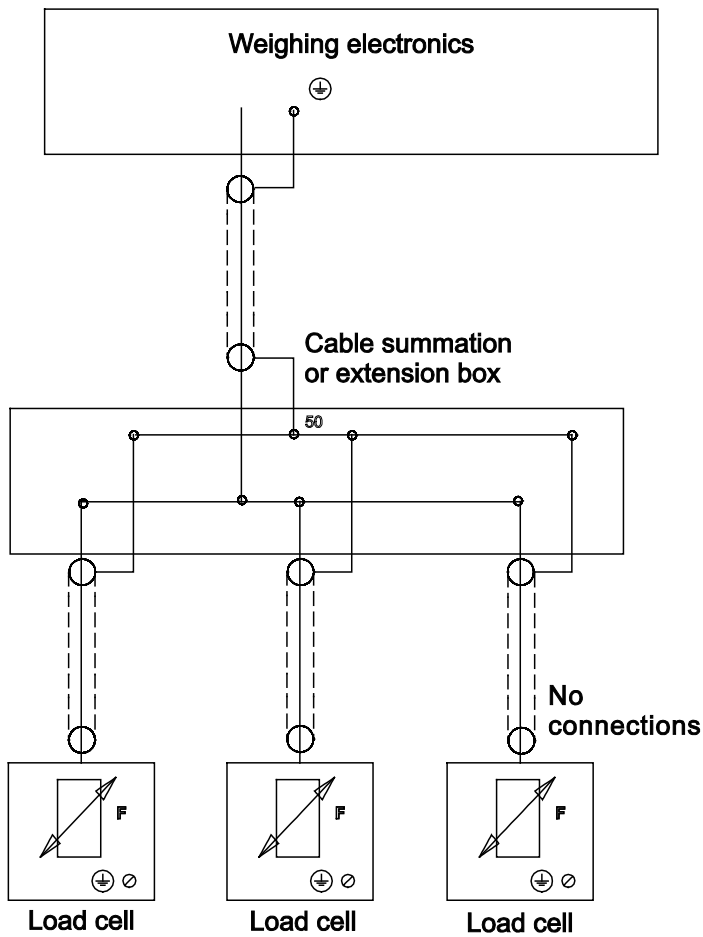 Weighing electronics
Cable summation
or extension box
50
No
connections
F
F
F
Load cell
Load cell
Load cell